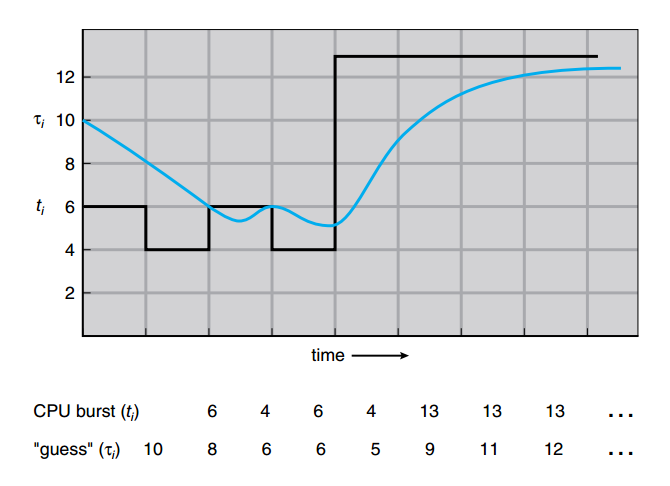 12
τi 10
8
ti 6
4
2
time
CPU burst (ti) 6 4 6 4 13 13 13 ...
"guess" (τi) 10 8 6 6 5 9 11 12 ...